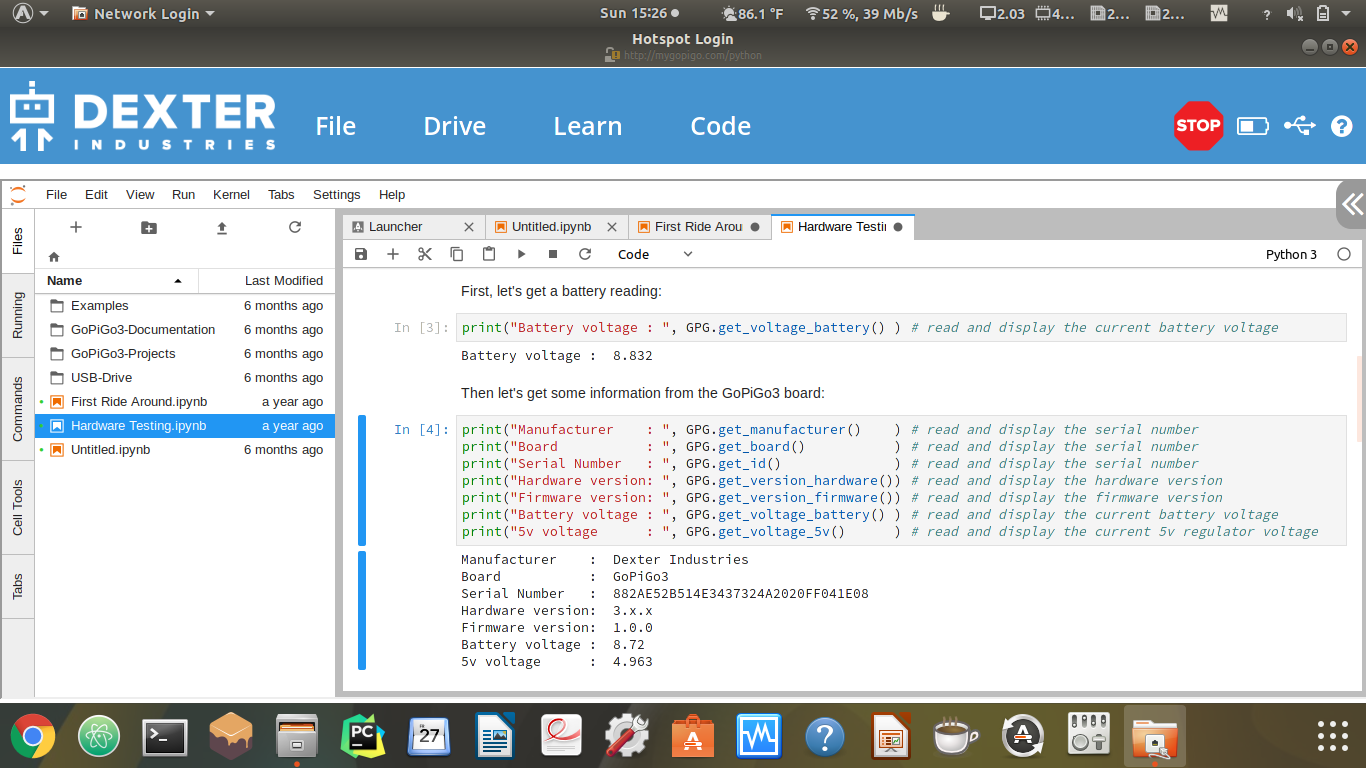 Network Login
Sun 15:26
86.1 °F
52 %, 39 Mb/s
2.03
4...
2...
2...
?
Hotspot Login
http://mygopigo.com/python
DEXTER
INDUSTRIES
File
Drive
Learn
Code
STOP
?
File
Edit
View
Run
Kernel
Tabs
Settings
Help
Files
Running
Commands
Cell Tools
Tabs
Name
Last Modified
Examples 6 months ago
GoPiGo3-Documentation 6 months ago
GoPiGo3-Projects 6 months ago
USB-Drive 6 months ago
First Ride Around.ipynb a year ago
Hardware Testing.ipynb a year ago
Untitled.ipynb 6 months ago
Launcher
Untitled.ipynb
First Ride Arou
Hardware Testi
Code
Python 3
First, let's get a battery reading:
In [3]: print("Battery voltage : ", GPG.get_voltage_battery() ) # read and display the current battery voltage
Battery voltage :  8.832
Then let's get some information from the GoPiGo3 board:
In [4]: print("Manufacturer    : ", GPG.get_manufacturer()    ) # read and display the serial number
print("Board           : ", GPG.get_board()           ) # read and display the serial number
print("Serial Number   : ", GPG.get_id()              ) # read and display the serial number
print("Hardware version: ", GPG.get_version_hardware()) # read and display the hardware version
print("Firmware version: ", GPG.get_version_firmware()) # read and display the firmware version
print("Battery voltage : ", GPG.get_voltage_battery() ) # read and display the current battery voltage
print("5v voltage      : ", GPG.get_voltage_5v()      ) # read and display the current 5v regulator voltage
Manufacturer    :  Dexter Industries
Board           :  GoPiGo3
Serial Number   :  882AE52B514E3437324A2020FF041E08
Hardware version:  3.x.x
Firmware version:  1.0.0
Battery voltage :  8.72
5v voltage      :  4.963
>_
PC
27
A
?
A